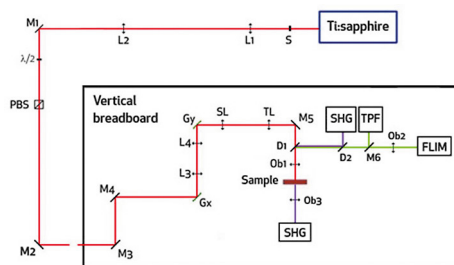 M1
L2
L1
S
Ti:sapphire
λ/2
PBS
Vertical
breadboard
Gy
SL
TL
M5
SHG
TPF
Ob2
L4
D1
D2
M6
FLIM
Ob1
L3
Sample
M4
Gx
Ob3
M2
M3
SHG